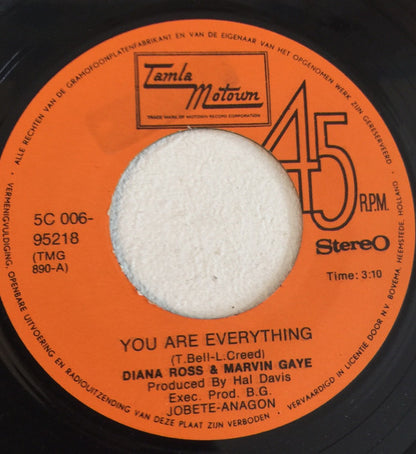 ALLE RECHTEN VAN DE GRAMOFOONPLATENFABRIKANT EN VAN DE EIGENAAR VAN HET OPGENOMEN WERK ZIJN GERESERVEERD
VERMENIGVULDIGING, OPENBARE UITVOERING EN RADIOUITZENDING VAN DEZE PLAAT ZIJN VERBODEN · VERVAARDIGD IN LICENTIE DOOR N.V. BOVEMA, HEEMSTEDE, HOLLAND
Tamla
Motown
TRADE MARK OF MOTOWN RECORD CORPORATION
45
R.P.M.
5C 006-
95218
(TMG
890-A)
StereO
Time: 3:10
YOU ARE EVERYTHING
(T.Bell-L.Creed)
DIANA ROSS & MARVIN GAYE
Produced By Hal Davis
Exec. Prod. B.G.
JOBETE-ANAGON